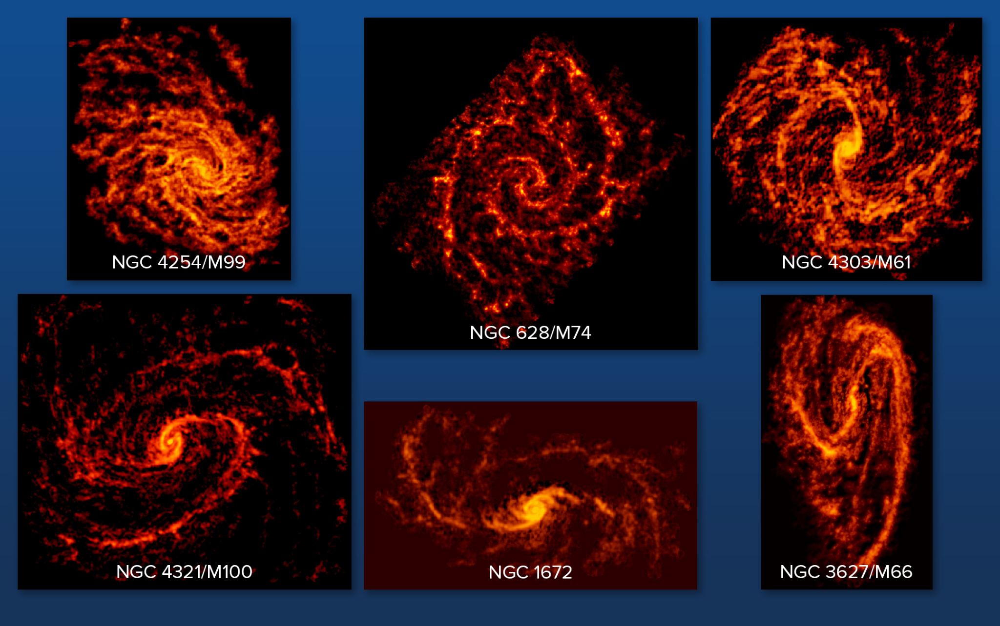 NGC 4254/M99
NGC 628/M74
NGC 4303/M61
NGC 4321/M100
NGC 1672
NGC 3627/M66